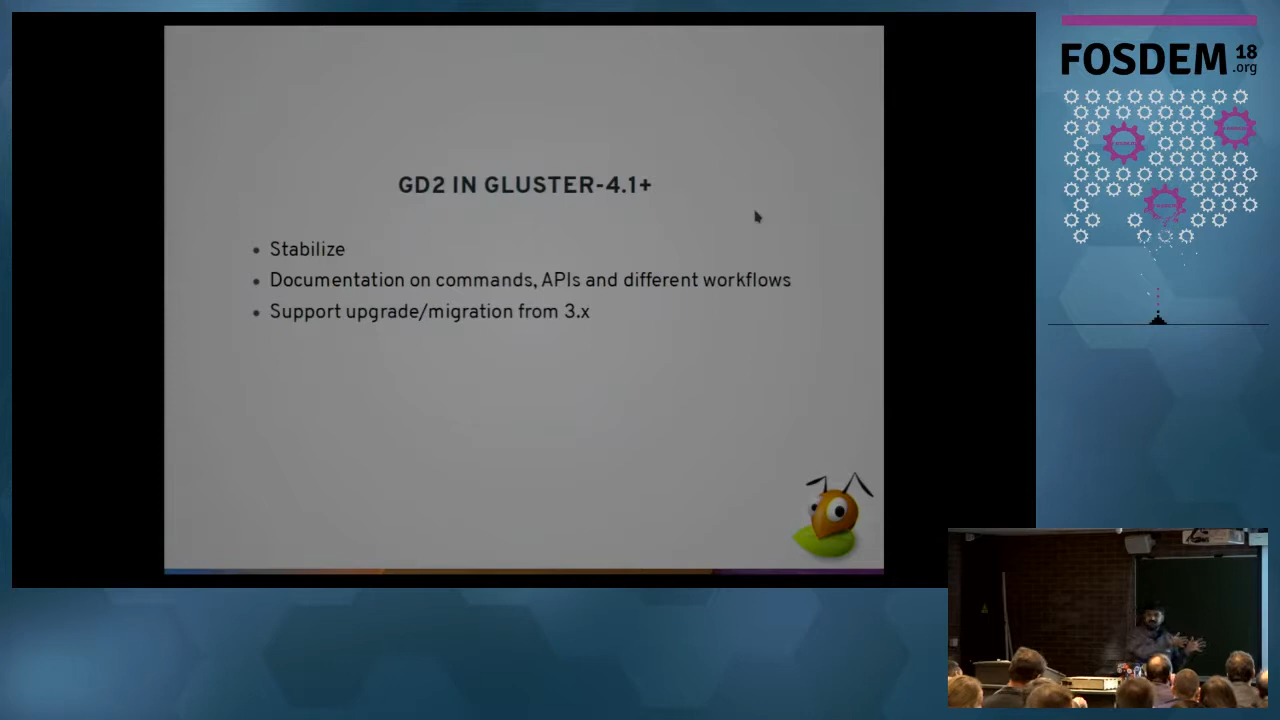 GD2 IN GLUSTER-4.1+
• Stabilize
• Documentation on commands, APIs and different workflows
• Support upgrade/migration from 3.x
FOSDEM 18
.org